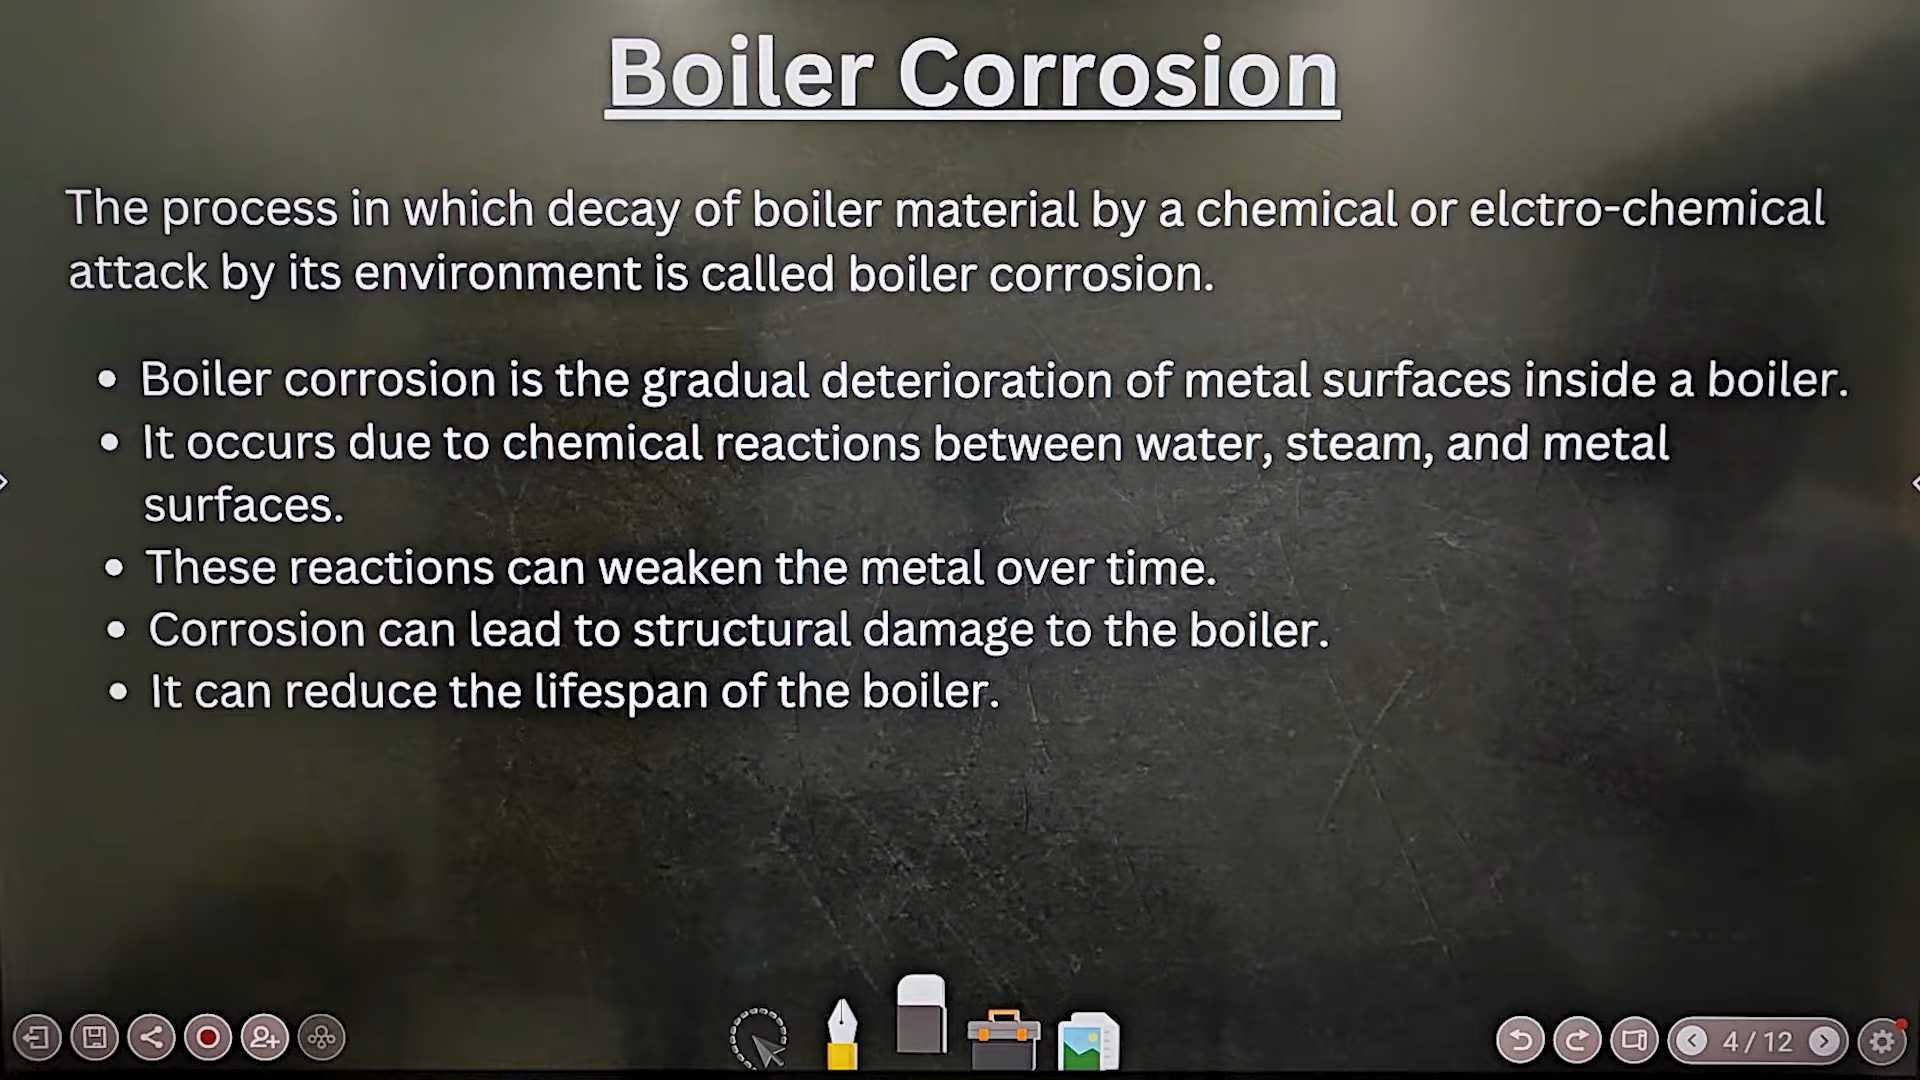 Boiler Corrosion
The process in which decay of boiler material by a chemical or elctro-chemical
attack by its environment is called boiler corrosion.
• Boiler corrosion is the gradual deterioration of metal surfaces inside a boiler.
• It occurs due to chemical reactions between water, steam, and metal
surfaces.
• These reactions can weaken the metal over time.
• Corrosion can lead to structural damage to the boiler.
• It can reduce the lifespan of the boiler.
4 / 12